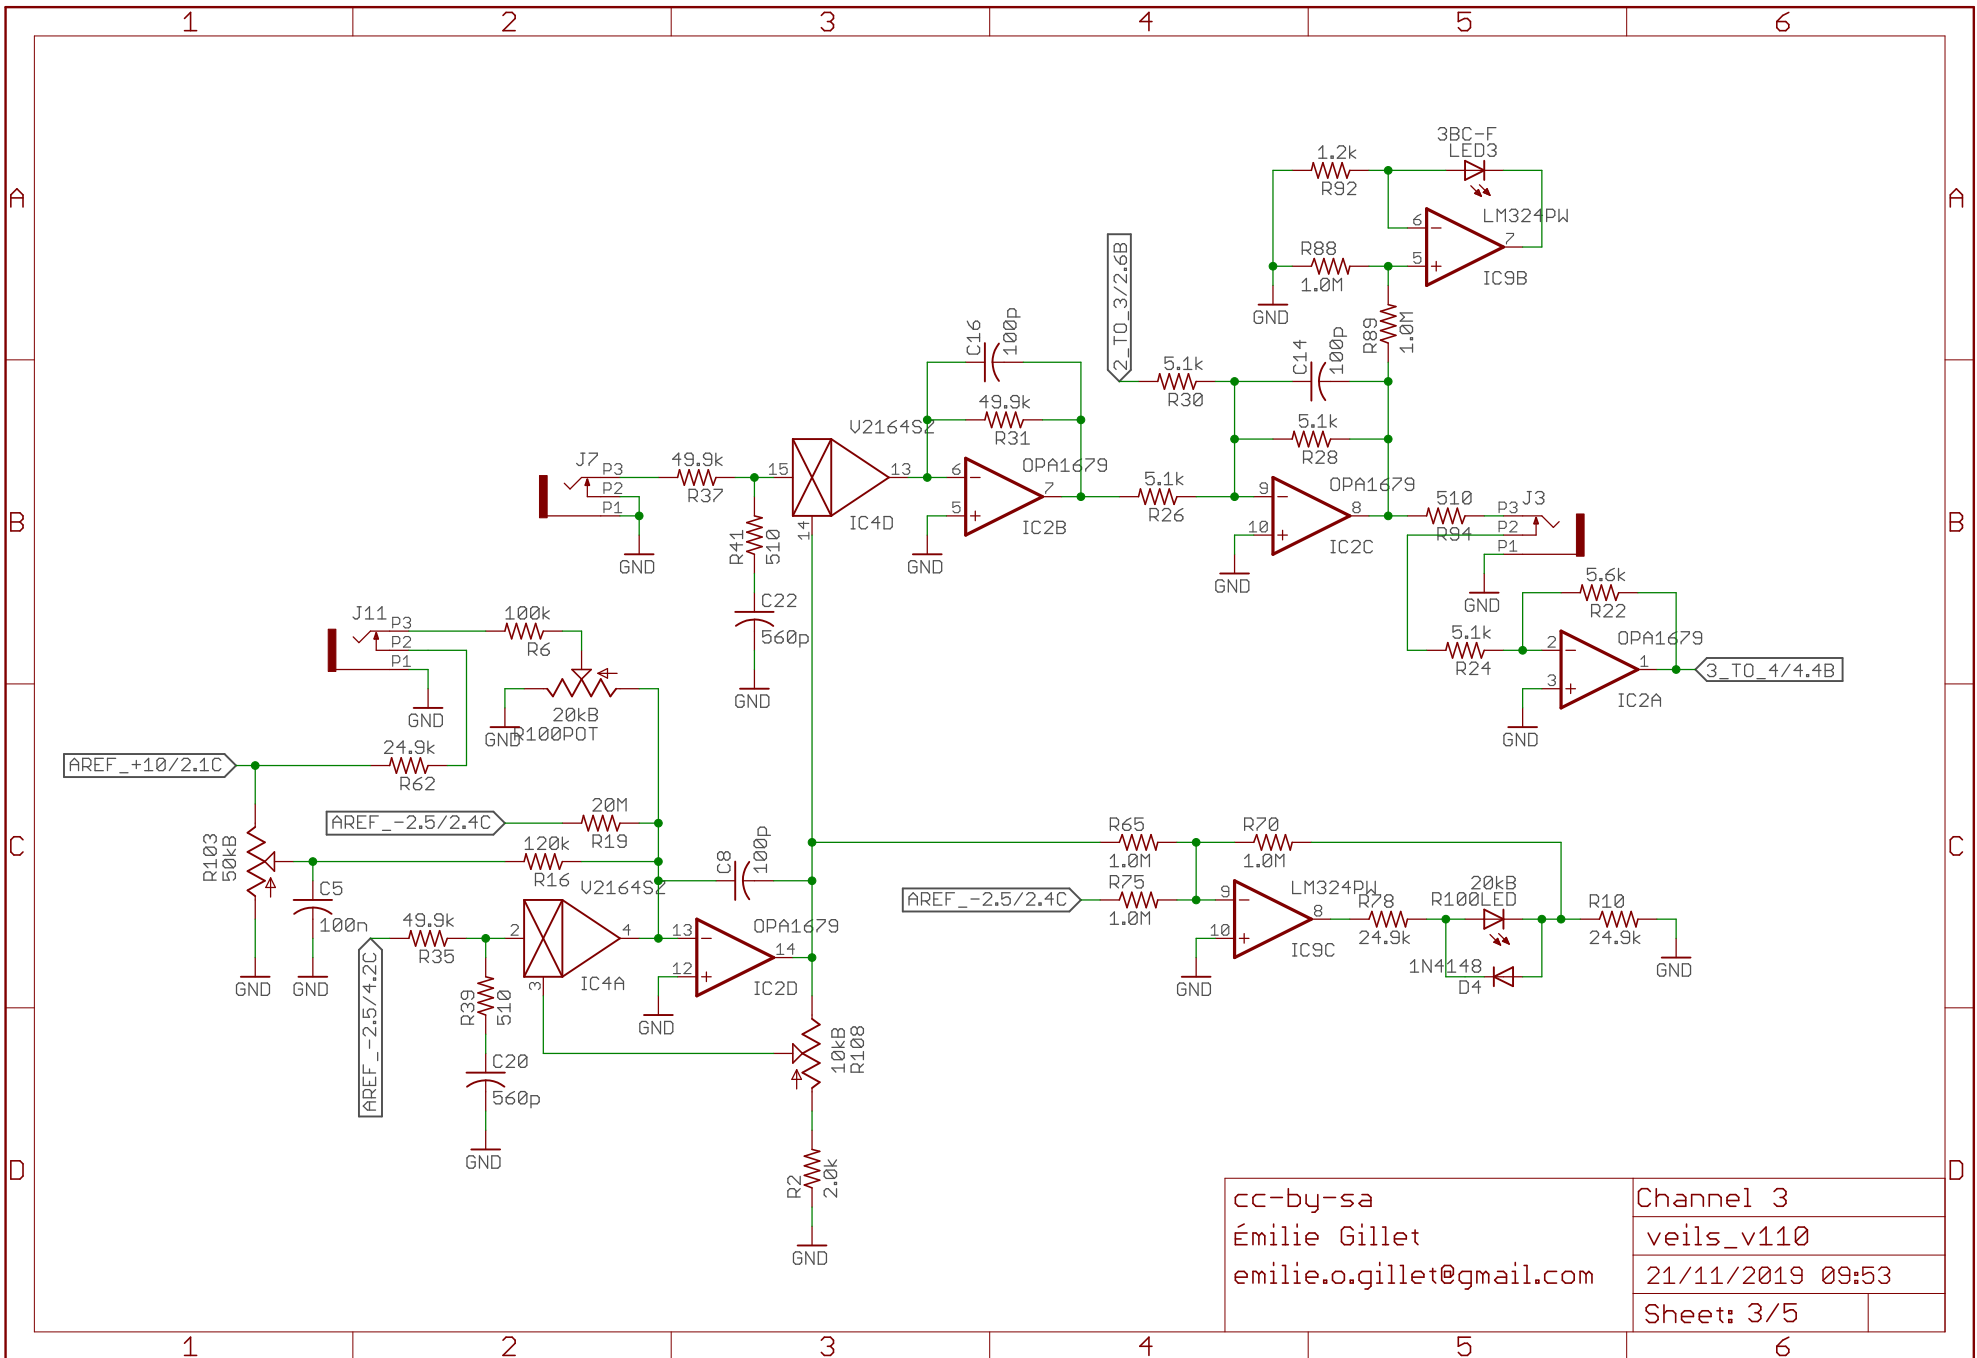 1 2 3 4 5 6
A
A
3BC-F
LED3
1.2k
R92
LM324PW
6
7
5
IC9B
R88
1.0M
GND
R89
1.0M
2_TO_3/2.6B
C16
100p
49.9k
R31
5.1k
R30
C14
100p
5.1k
R28
V2164S2
J7
P3
P2
P1
49.9k
R37
15
13
14
IC4D
OPA1679
6
7
5
IC2B
5.1k
R26
OPA1679
9
8
10
IC2C
510
R94
J3
P3
P2
P1
B
B
GND
R41
510
GND
GND
GND
C22
560p
GND
5.6k
R22
5.1k
R24
OPA1679
2
1
3
IC2A
3_TO_4/4.4B
GND
J11
P3
P2
P1
100k
R6
GND
20kB
R100POT
GND
AREF_+10/2.1C
24.9k
R62
AREF_-2.5/2.4C
20M
R19
C
C
R103
50kB
120k
R16
C5
100n
V2164S2
C8
100p
R65
1.0M
R70
1.0M
R75
1.0M
AREF_-2.5/2.4C
LM324PW
9
8
10
IC9C
R78
24.9k
20kB
R100LED
1N4148
D4
R10
24.9k
GND
GND
49.9k
R35
2
4
3
IC4A
OPA1679
13
14
12
IC2D
GND
GND
AREF_-2.5/4.2C
R39
510
GND
10kB
R108
C20
560p
GND
R2
2.0k
GND
D
D
cc-by-sa
Émilie Gillet
emilie.o.gillet@gmail.com
Channel 3
veils_v110
21/11/2019 09:53
Sheet: 3/5
1 2 3 4 5 6